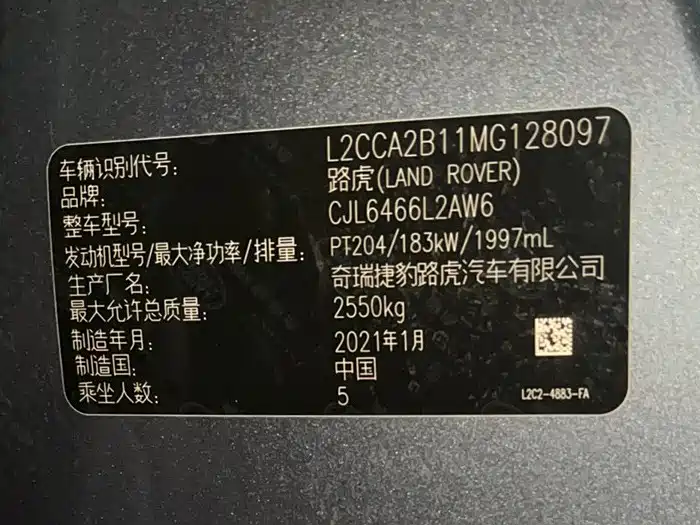 车辆识别代号: L2CCA2B11MG128097
品牌: 路虎(LAND ROVER)
整车型号: CJL6466L2AW6
发动机型号/最大净功率/排量: PT204/183kW/1997mL
生产厂名: 奇瑞捷豹路虎汽车有限公司
最大允许总质量: 2550kg
制造年月: 2021年1月
制造国: 中国
乘坐人数: 5
L2C2-4883-FA